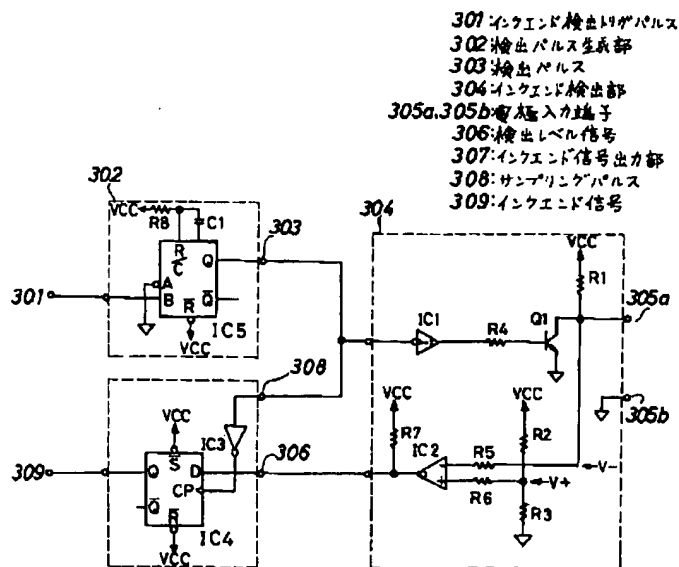 301:インクエンド検出トリガパルス
302:検出パルス生成部
303:検出パルス
304:インクエンド検出部
305a,305b:電極入力端子
306:検出レベル信号
307:インクエンド信号出力部
308:サンプリングパルス
309:インクエンド信号
302
VCC
R8
C1
303
R/C
Q
A
B
Q̅
R̅
301
IC5
VCC
304
VCC
R1
305a
IC1
R4
Q1
305b
308
VCC
IC3
306
S̅
Q
D
CP
Q̅
R̅
309
IC4
VCC
VCC
R7
IC2
VCC
R2
R5
V-
R6
V+
R3